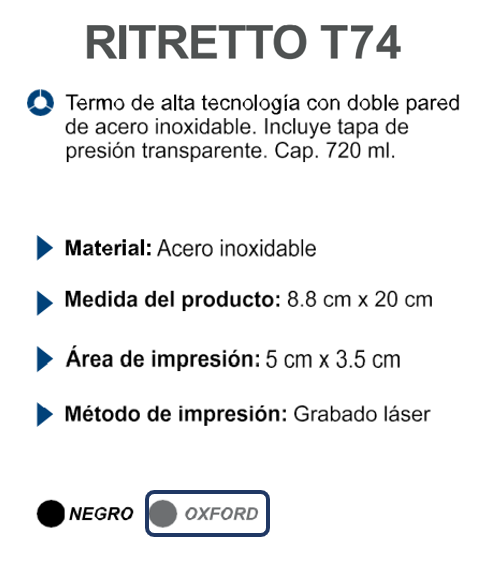 RITRETTO T74
Termo de alta tecnología con doble pared
de acero inoxidable. Incluye tapa de
presión transparente. Cap. 720 ml.
Material: Acero inoxidable
Medida del producto: 8.8 cm x 20 cm
Área de impresión: 5 cm x 3.5 cm
Método de impresión: Grabado láser
NEGRO OXFORD